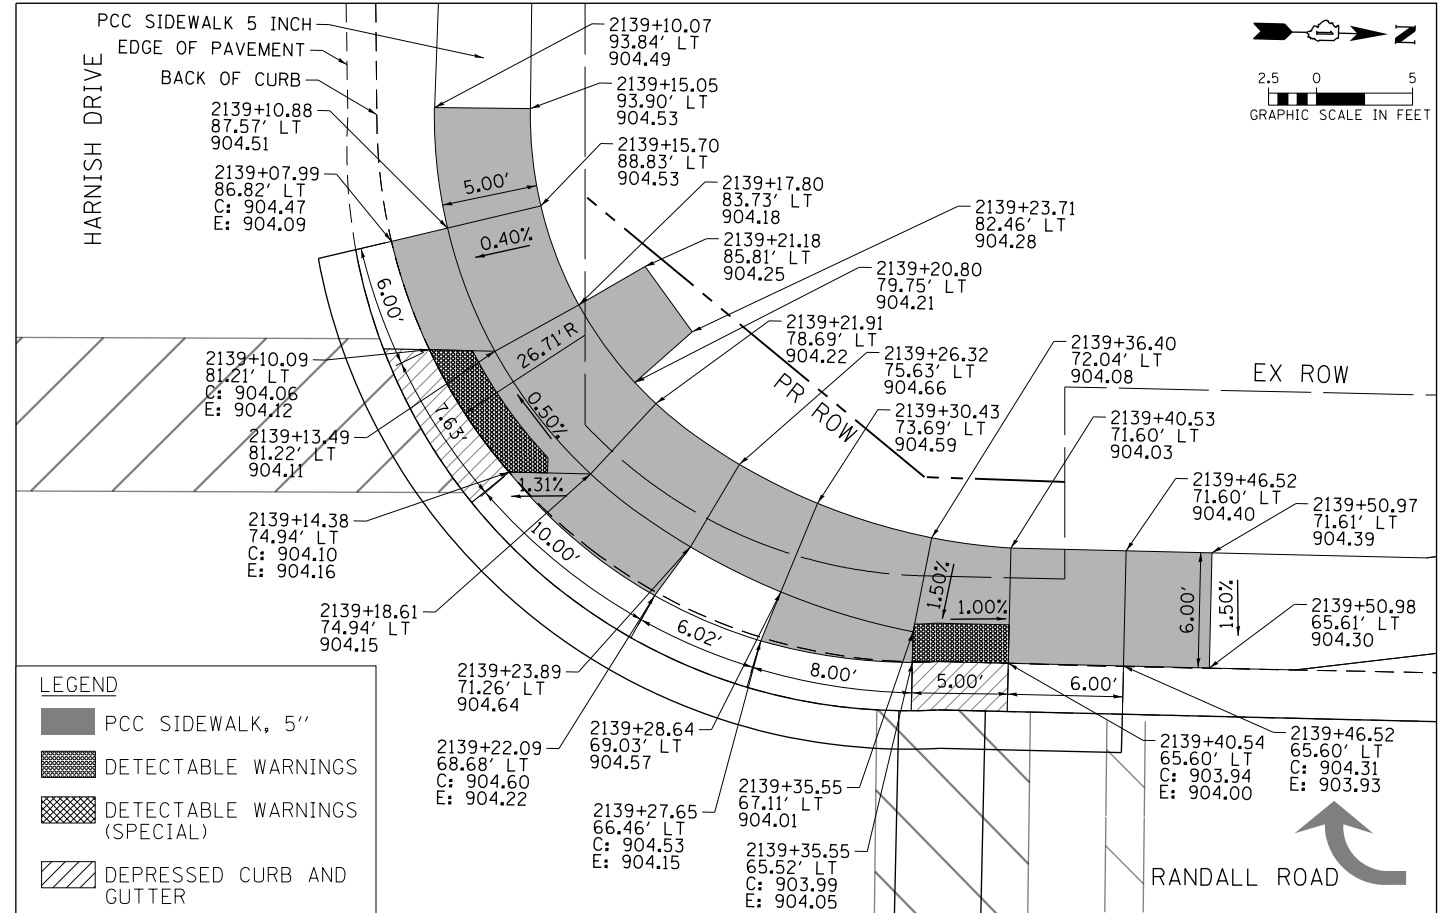 PCC SIDEWALK 5 INCH
EDGE OF PAVEMENT
BACK OF CURB
HARNISH DRIVE
2139+10.88
87.57' LT
904.51
2139+07.99
86.82' LT
C: 904.47
E: 904.09
2139+10.07
93.84' LT
904.49
2139+15.05
93.90' LT
904.53
2139+15.70
88.83' LT
904.53
2139+17.80
83.73' LT
904.18
2139+21.18
85.81' LT
904.25
2139+23.71
82.46' LT
904.28
2139+20.80
79.75' LT
904.21
2139+21.91
78.69' LT
904.22
2139+26.32
75.63' LT
904.66
2139+30.43
73.69' LT
904.59
2139+36.40
72.04' LT
904.08
2139+40.53
71.60' LT
904.03
2139+46.52
71.60' LT
904.40
2139+50.97
71.61' LT
904.39
2139+50.98
65.61' LT
904.30
N
2.5 0 5
GRAPHIC SCALE IN FEET
EX ROW
PR ROW
5.00'
0.40%
6.00'
26.71'R
0.50%
7.63'
1.31%
10.00'
6.02'
8.00'
1.50%
1.00%
5.00'
6.00'
6.00'
1.50%
2139+10.09
81.21' LT
C: 904.06
E: 904.12
2139+13.49
81.22' LT
904.11
2139+14.38
74.94' LT
C: 904.10
E: 904.16
2139+18.61
74.94' LT
904.15
2139+23.89
71.26' LT
904.64
2139+22.09
68.68' LT
C: 904.60
E: 904.22
2139+28.64
69.03' LT
904.57
2139+27.65
66.46' LT
C: 904.53
E: 904.15
2139+35.55
67.11' LT
904.01
2139+35.55
65.52' LT
C: 903.99
E: 904.05
2139+40.54
65.60' LT
C: 903.94
E: 904.00
2139+46.52
65.60' LT
C: 904.31
E: 903.93
RANDALL ROAD
LEGEND
PCC SIDEWALK, 5''
DETECTABLE WARNINGS
DETECTABLE WARNINGS
(SPECIAL)
DEPRESSED CURB AND
GUTTER